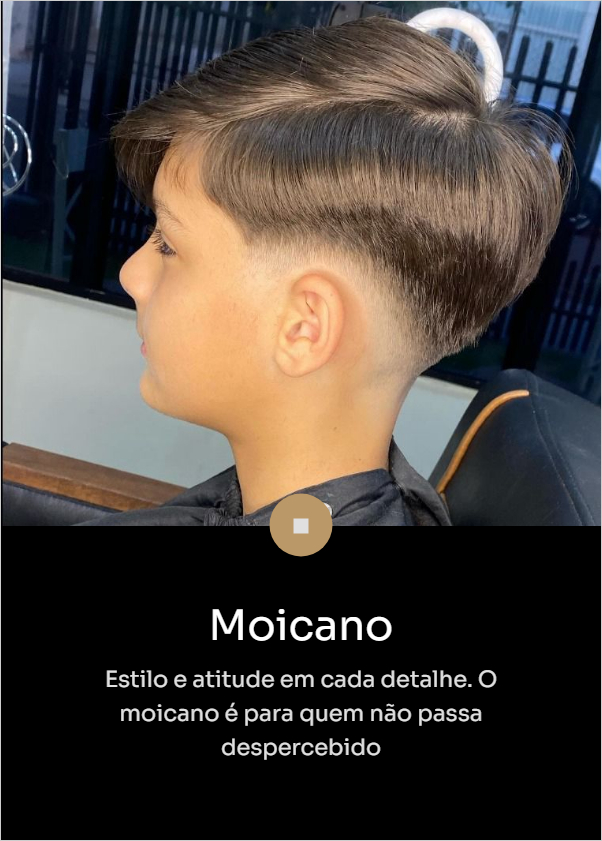 Moicano
Estilo e atitude em cada detalhe. O
moicano é para quem não passa
despercebido